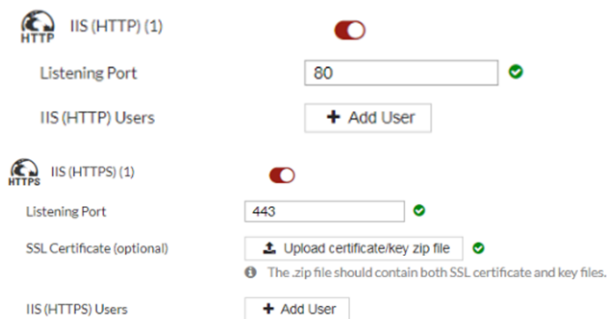 HTTP IIS (HTTP) (1)
Listening Port 80
IIS (HTTP) Users + Add User
HTTPS IIS (HTTPS) (1)
Listening Port 443
SSL Certificate (optional) Upload certificate/key zip file
The .zip file should contain both SSL certificate and key files.
IIS (HTTPS) Users + Add User